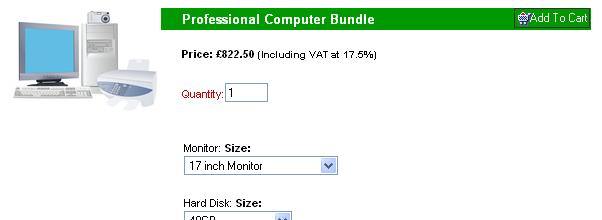 Professional Computer Bundle
Add To Cart
Price: £822.50 (Including VAT at 17.5%)
Quantity: 1
Monitor: Size:
17 inch Monitor
Hard Disk: Size:
40GB